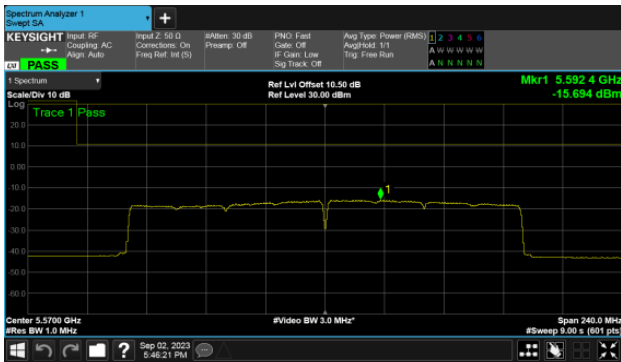 Spectrum Analyzer 1
Swept SA
KEYSIGHT Input: RF Input Z: 50 Ω #Atten: 30 dB PNO: Fast Avg Type: Power (RMS) 1 2 3 4 5 6
Coupling: AC Corrections: On Preamp: Off Gate: Off Avg|Hold: 1/1 A W W W W W
Align: Auto Freq Ref: Int (S) IF Gain: Low Trig: Free Run A N N N N N
LXI PASS Sig Track: Off
1 Spectrum Ref Lvl Offset 10.50 dB Mkr1 5.592 4 GHz
Scale/Div 10 dB Ref Level 30.00 dBm -15.694 dBm
Log
Trace 1 Pass
20.0
10.0
0.00
-10.0
1
-20.0
-30.0
-40.0
-50.0
-60.0
Center 5.5700 GHz #Video BW 3.0 MHz* Span 240.0 MHz
#Res BW 1.0 MHz #Sweep 9.00 s (601 pts)
? Sep 02, 2023
5:46:21 PM